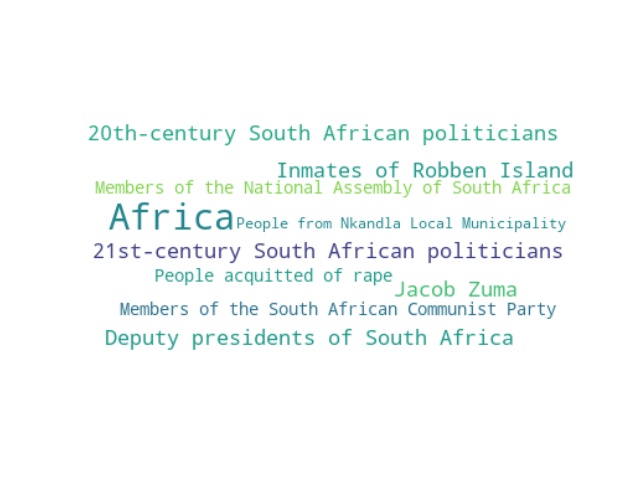 20th-century South African politicians
Inmates of Robben Island
Members of the National Assembly of South Africa
Africa
People from Nkandla Local Municipality
21st-century South African politicians
People acquitted of rape
Jacob Zuma
Members of the South African Communist Party
Deputy presidents of South Africa